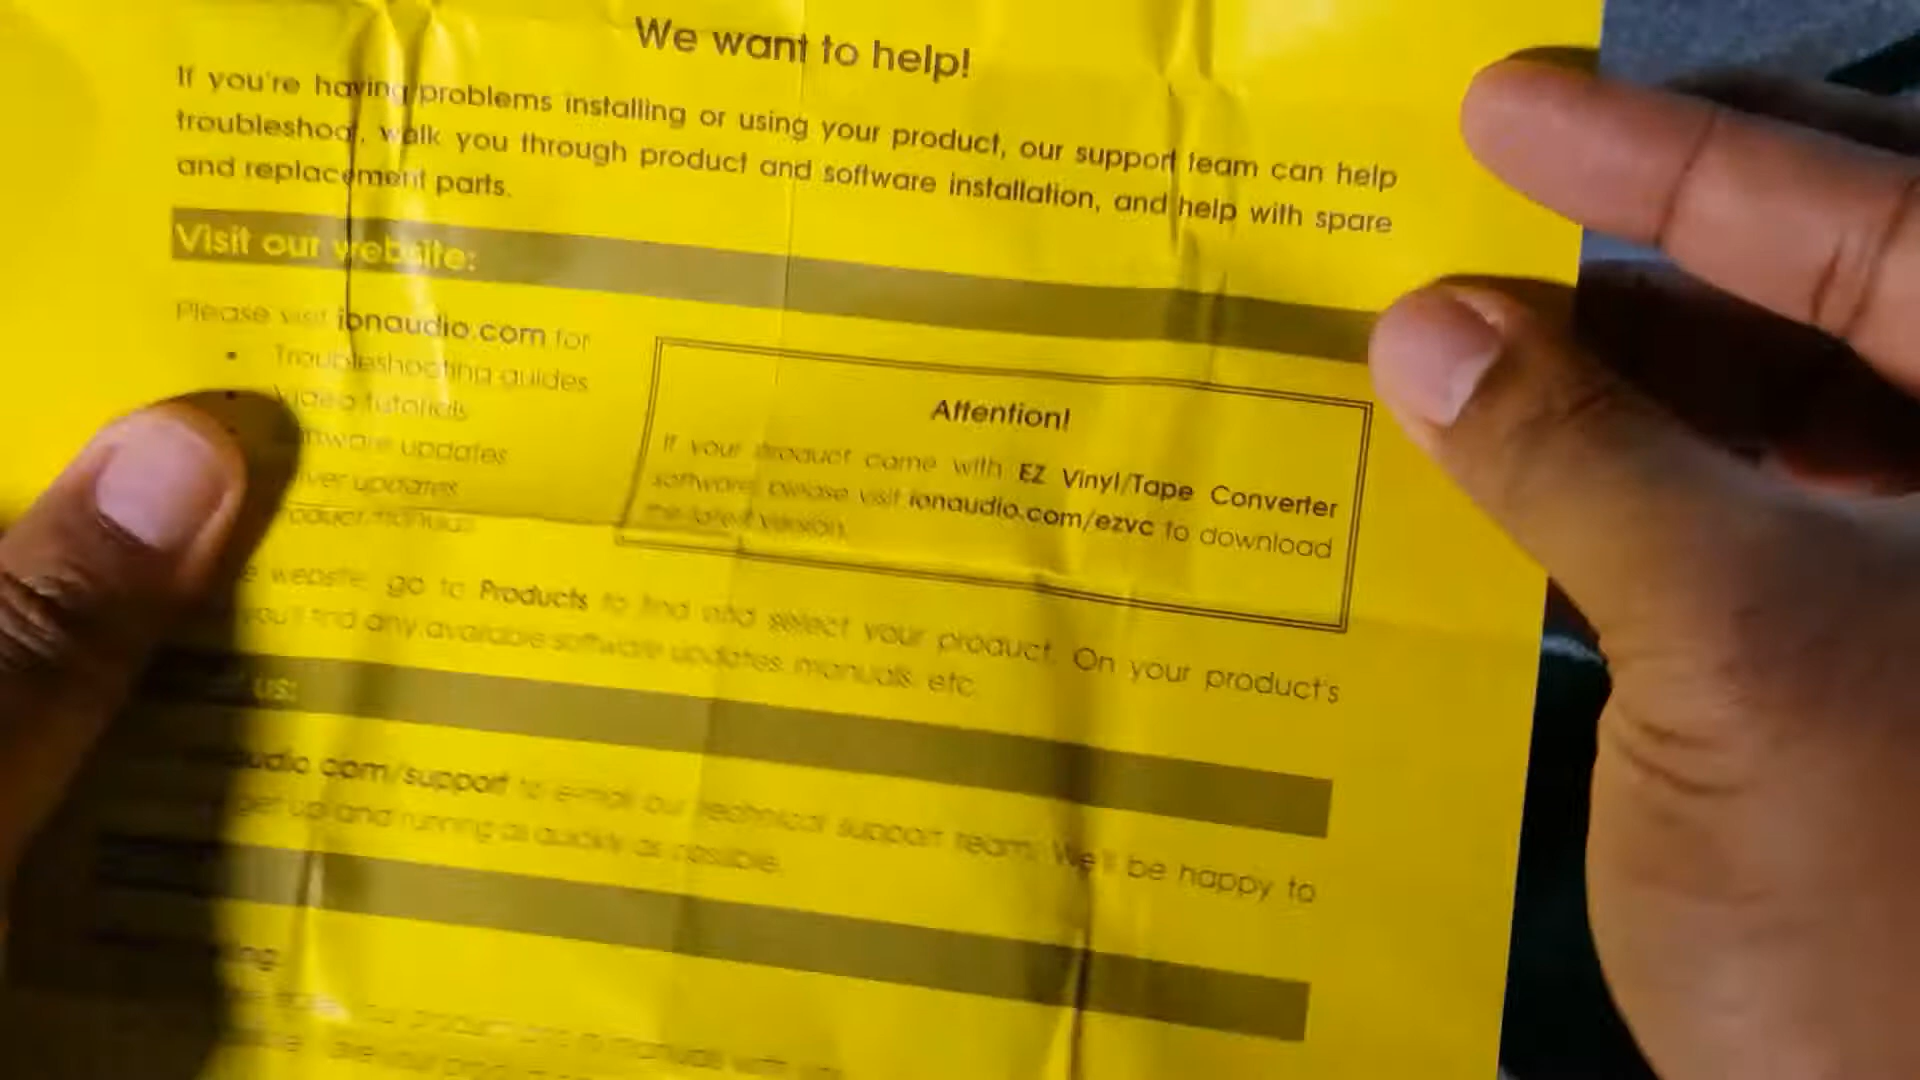 We want to help!
If you're having problems installing or using your product, our support team can help
troubleshoot, walk you through product and software installation, and help with spare
and replacement parts.
Visit our website:
Please visit ionaudio.com for
• Troubleshooting guides
• Video tutorials
updates
updates
Product manuals
Attention!
If your product came with EZ Vinyl/Tape Converter
software, please visit ionaudio.com/ezvc to download
the latest version.
website, go to Products to find and select your product. On your product's
you'll find any available software updates, manuals, etc.
us:
com/support to e-mail our technical support team. We'll be happy to
get up and running as quickly as possible.